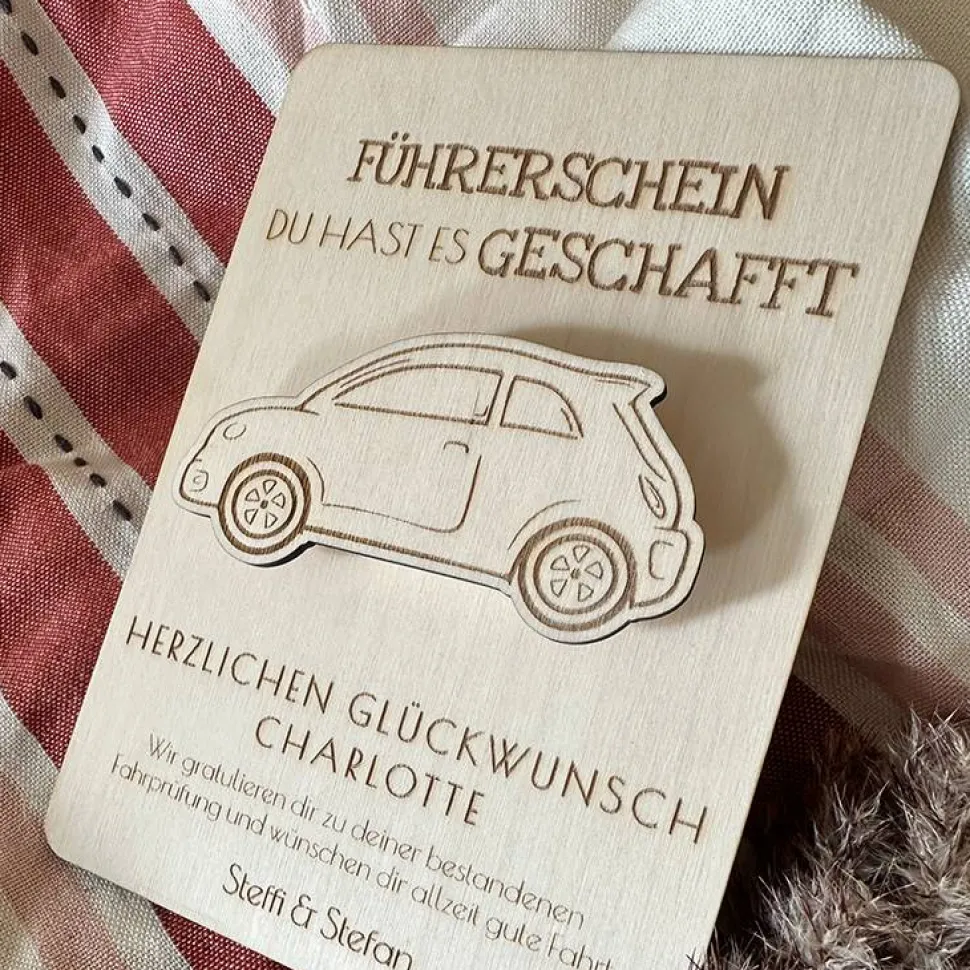 FÜHRERSCHEIN
DU HAST ES GESCHAFFT
HERZLICHEN GLÜCKWUNSCH
CHARLOTTE
Wir gratulieren dir zu deiner bestandenen
Fahrprüfung und wünschen dir allzeit gute Fahrt
Steffi & Stefan